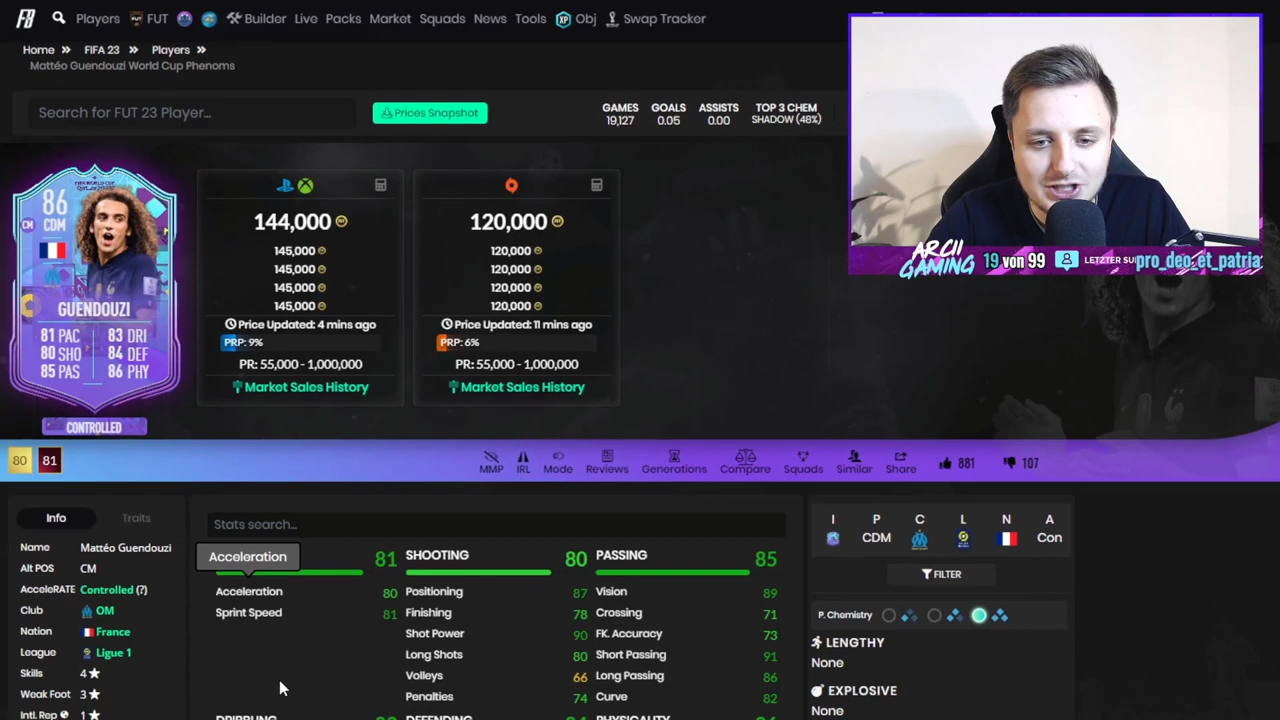 FB Players FUT Builder Live Packs Market Squads News Tools XP Obj Swap Tracker
Home » FIFA 23 » Players »
Mattéo Guendouzi World Cup Phenoms
Search for FUT 23 Player...
Prices Snapshot
GAMES GOALS ASSISTS TOP 3 CHEM
19,127 0.05 0.00 SHADOW (48%)
86
CDM
CM
GUENDOUZI
81 PAC 83 DRI
80 SHO 84 DEF
85 PAS 86 PHY
CONTROLLED
144,000
145,000
145,000
145,000
145,000
Price Updated: 4 mins ago
PRP: 9%
PR: 55,000 - 1,000,000
Market Sales History
120,000
120,000
120,000
120,000
120,000
Price Updated: 11 mins ago
PRP: 6%
PR: 55,000 - 1,000,000
Market Sales History
ARCII
GAMING
19 von 99 LETZTER SU pro_deo_et_patria
80 81
MMP IRL Mode Reviews Generations Compare Squads Similar Share 881 107
Info Traits
Name Mattéo Guendouzi
Alt POS CM
AcceleRATE Controlled (?)
Club OM
Nation France
League Ligue 1
Skills 4★
Weak Foot 3★
Intl. Rep 1★
Stats search...
Acceleration
81
Acceleration 80
Sprint Speed 81
SHOOTING 80
Positioning 87
Finishing 78
Shot Power 90
Long Shots 80
Volleys 66
Penalties 74
PASSING 85
Vision 89
Crossing 71
FK. Accuracy 73
Short Passing 91
Long Passing 86
Curve 82
I P C L N A
CDM Con
FILTER
P. Chemistry
LENGTHY
None
EXPLOSIVE
None